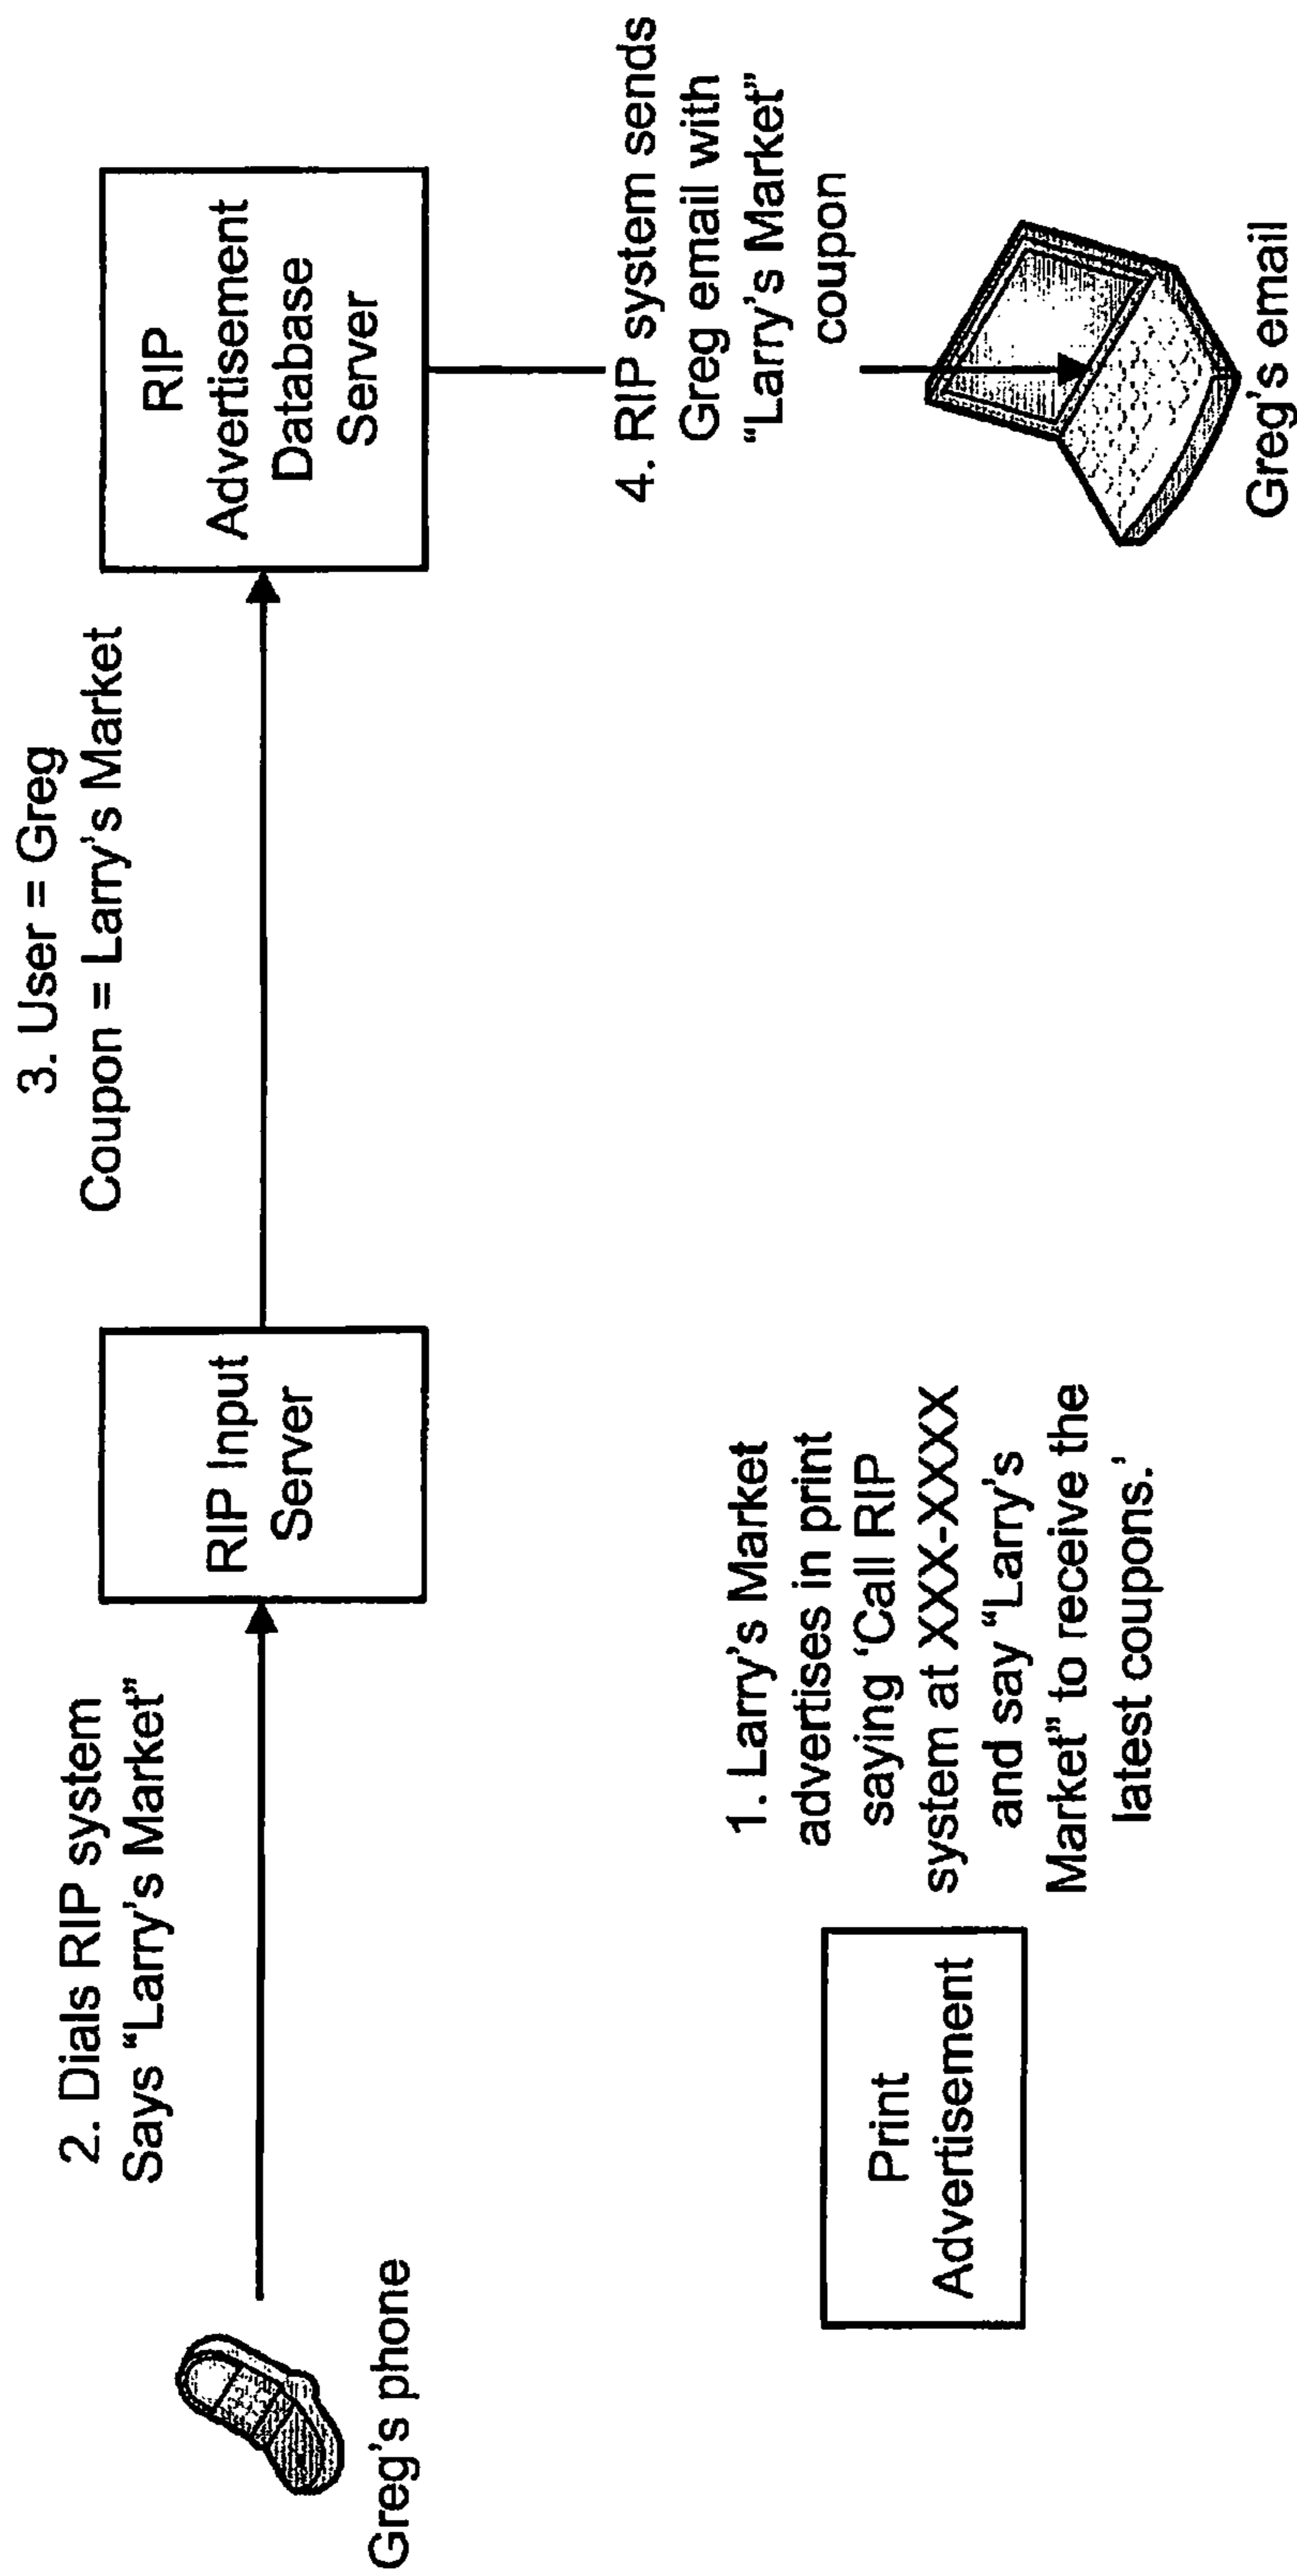 2. Dials RIP system
Says “Larry’s Market”
3. User = Greg
Coupon = Larry’s Market
Greg’s phone
RIP Input
Server
RIP
Advertisement
Database
Server
Print
Advertisement
1. Larry’s Market
advertises in print
saying ‘Call RIP
system at XXX-XXXX
and say “Larry’s
Market” to receive the
latest coupons.’
4. RIP system sends
Greg email with
“Larry’s Market”
coupon
Greg’s email